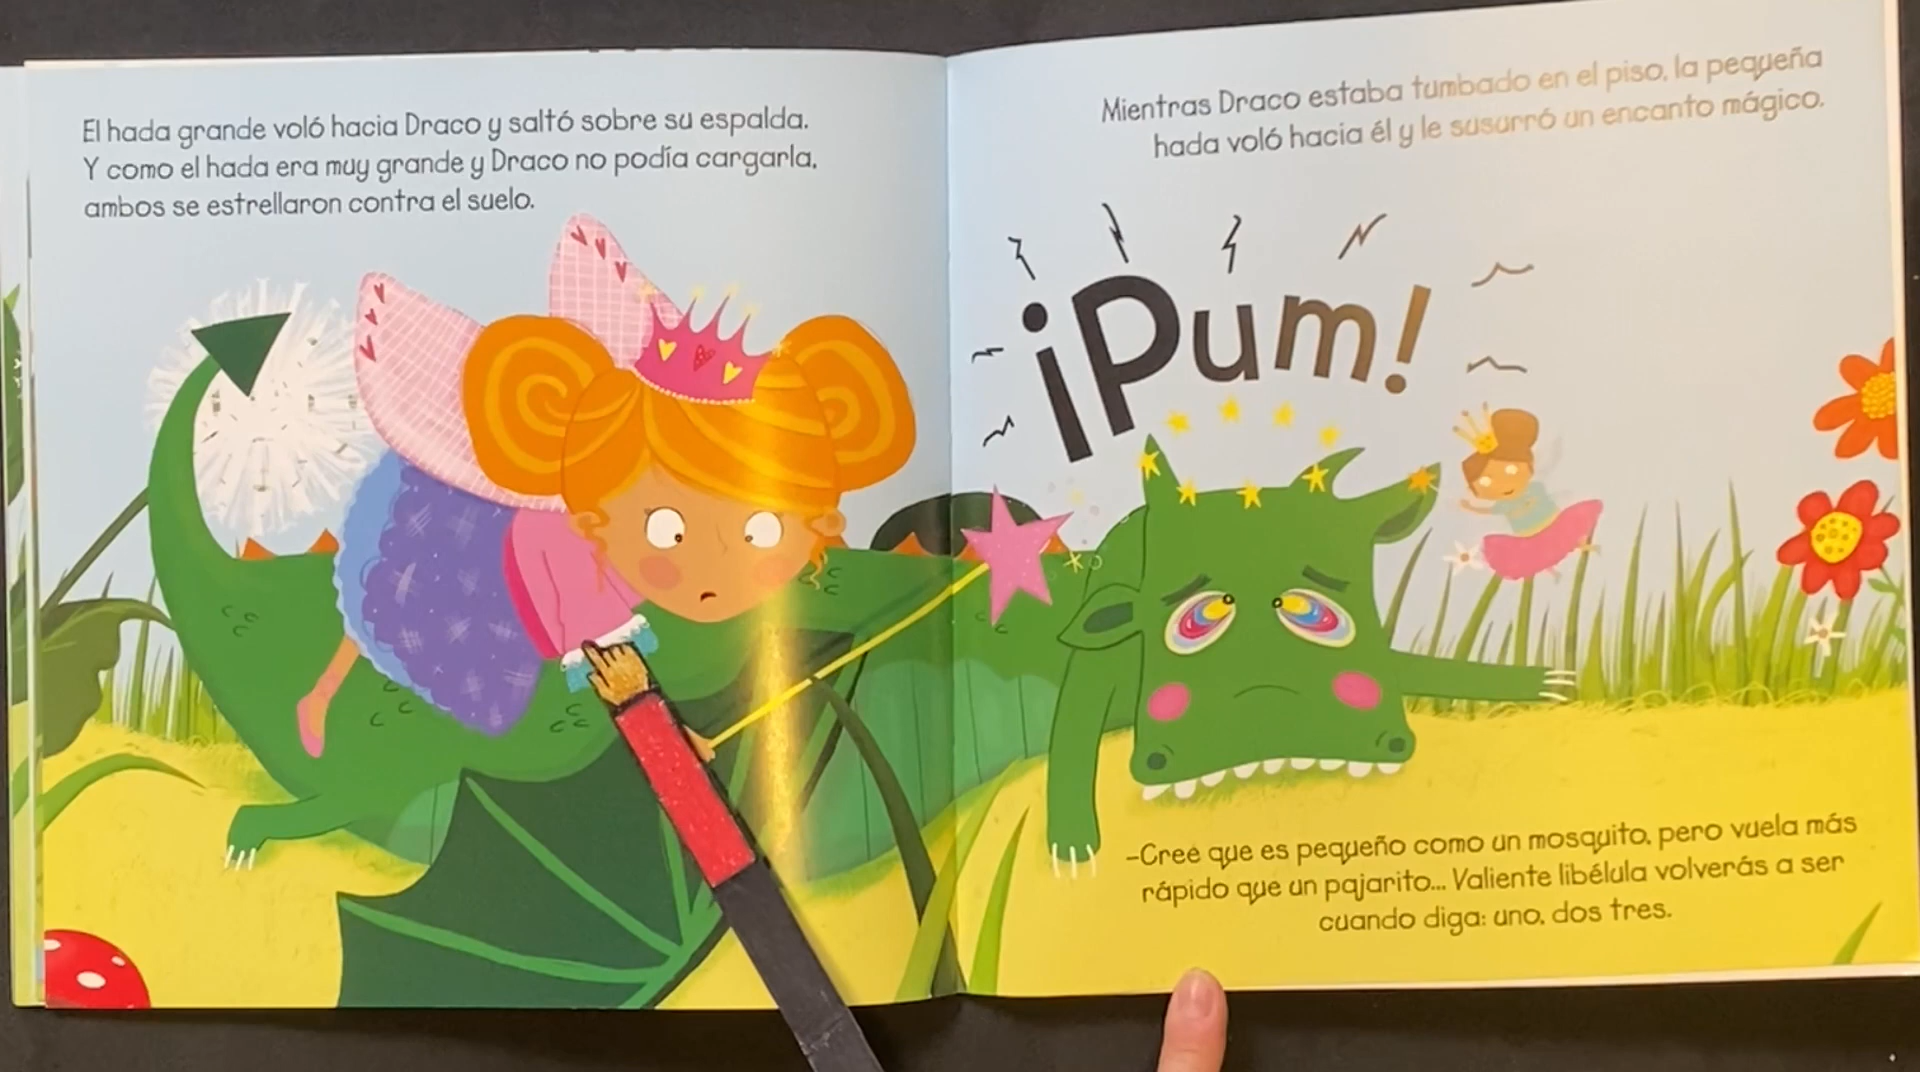 El hada grande voló hacia Draco y saltó sobre su espalda.
Y como el hada era muy grande y Draco no podía cargarla,
ambos se estrellaron contra el suelo.
Mientras Draco estaba tumbado en el piso, la pequeña
hada voló hacia él y le susurró un encanto mágico.
¡Pum!
–Cree que es pequeño como un mosquito, pero vuela más
rápido que un pajarito... Valiente libélula volverás a ser
cuando diga: uno, dos tres.